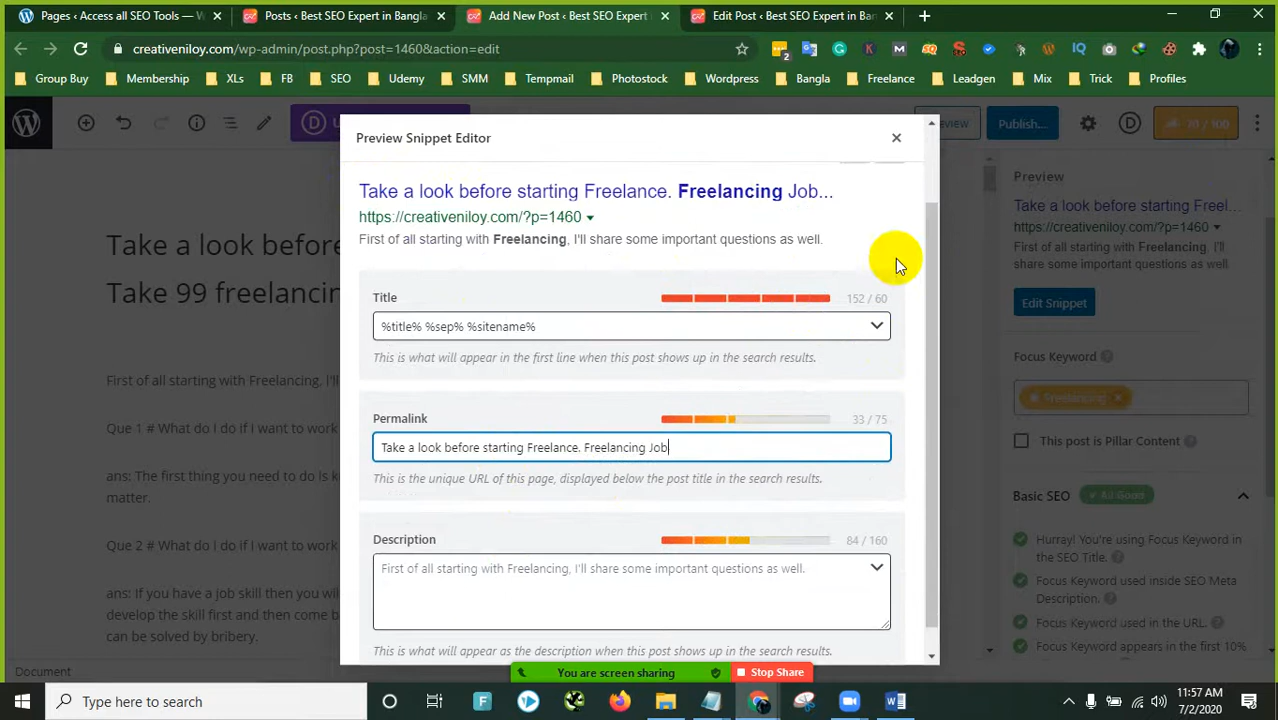 Pages ‹ Access all SEO Tools — W
Posts ‹ Best SEO Expert in Bangla
Add New Post ‹ Best SEO Expert
Edit Post ‹ Best SEO Expert in Ban
creativeniloy.com/wp-admin/post.php?post=1460&action=edit
Group Buy
Membership
XLs
FB
SEO
Udemy
SMM
Tempmail
Photostock
Wordpress
Bangla
Freelance
Leadgen
Mix
Trick
Profiles
Preview
Publish...
70 / 100
Preview Snippet Editor
Take a look before starting Freelance. Freelancing Job...
https://creativeniloy.com/?p=1460
First of all starting with Freelancing, I'll share some important questions as well.
Title
152 / 60
%title% %sep% %sitename%
This is what will appear in the first line when this post shows up in the search results.
Permalink
33 / 75
Take a look before starting Freelance. Freelancing Job
This is the unique URL of this page, displayed below the post title in the search results.
Description
84 / 160
First of all starting with Freelancing, I'll share some important questions as well.
This is what will appear as the description when this post shows up in the search results.
Take a look before
Take 99 freelancin
First of all starting with Freelancing, I'l
Que 1 # What do I do if I want to work
ans: The first thing you need to do is k
matter.
Que 2 # What do I do if I want to work
ans: If you have a job skill then you wil
develop the skill first and then come b
can be solved by bribery.
Document
Preview
Take a look before starting Freel...
https://creativeniloy.com/?p=1460
First of all starting with Freelancing, I'll
share some important questions as well.
Edit Snippet
Focus Keyword
Freelancing
This post is Pillar Content
Basic SEO
All Good
Hurray! You're using Focus Keyword in
the SEO Title.
Focus Keyword used inside SEO Meta
Description.
Focus Keyword used in the URL.
Focus Keyword appears in the first 10%
You are screen sharing
Stop Share
Type here to search
11:57 AM
7/2/2020